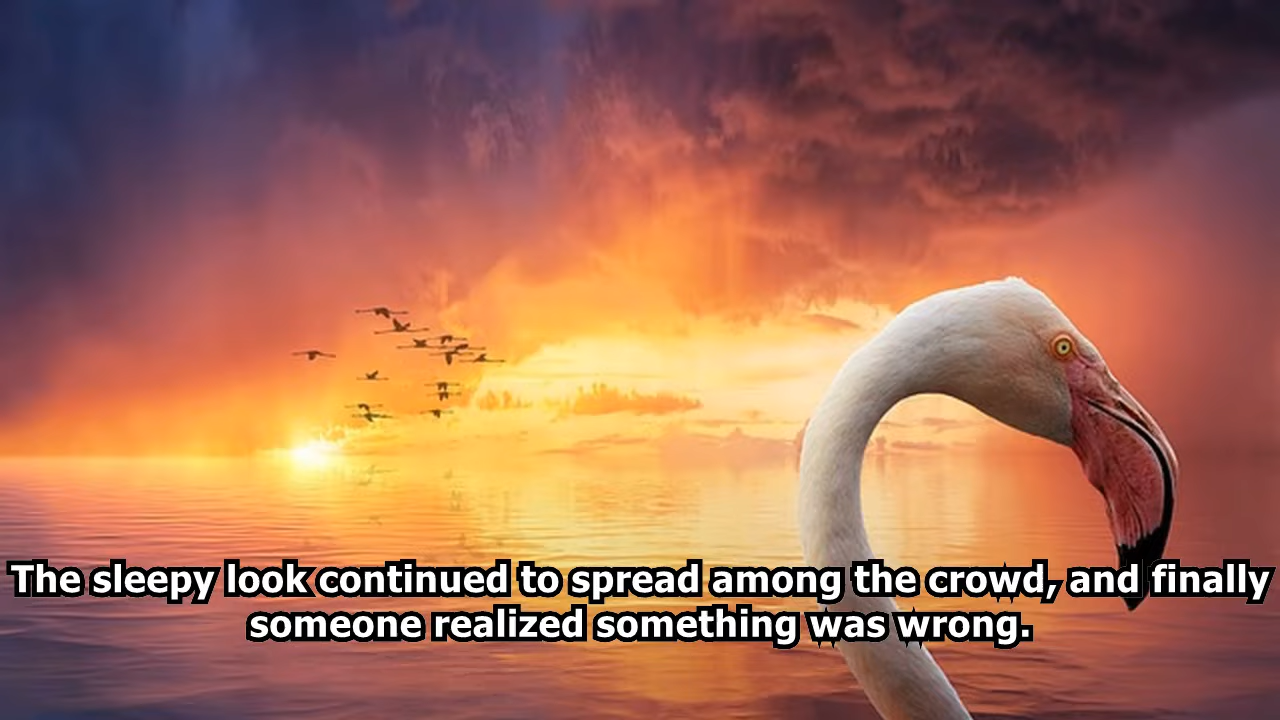 The sleepy look continued to spread among the crowd, and finally
someone realized something was wrong.